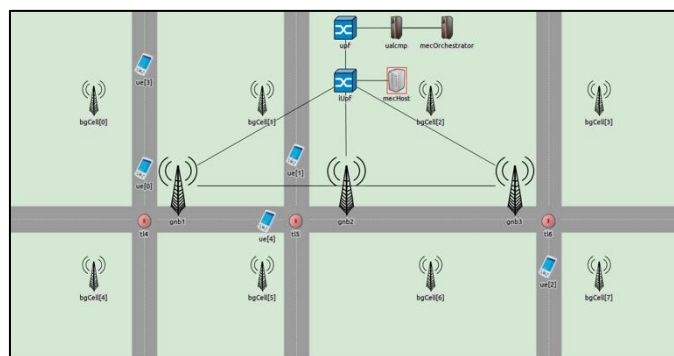 upf
ualcmp
mecOrchestrator
ue[3]
iUpf
mecHost
bgCell[0]
bgCell[1]
bgCell[2]
bgCell[3]
ue[1]
ue[0]
gnb1
gnb2
gnb3
tl4
ue[4]
tl5
tl6
ue[2]
bgCell[4]
bgCell[5]
bgCell[6]
bgCell[7]